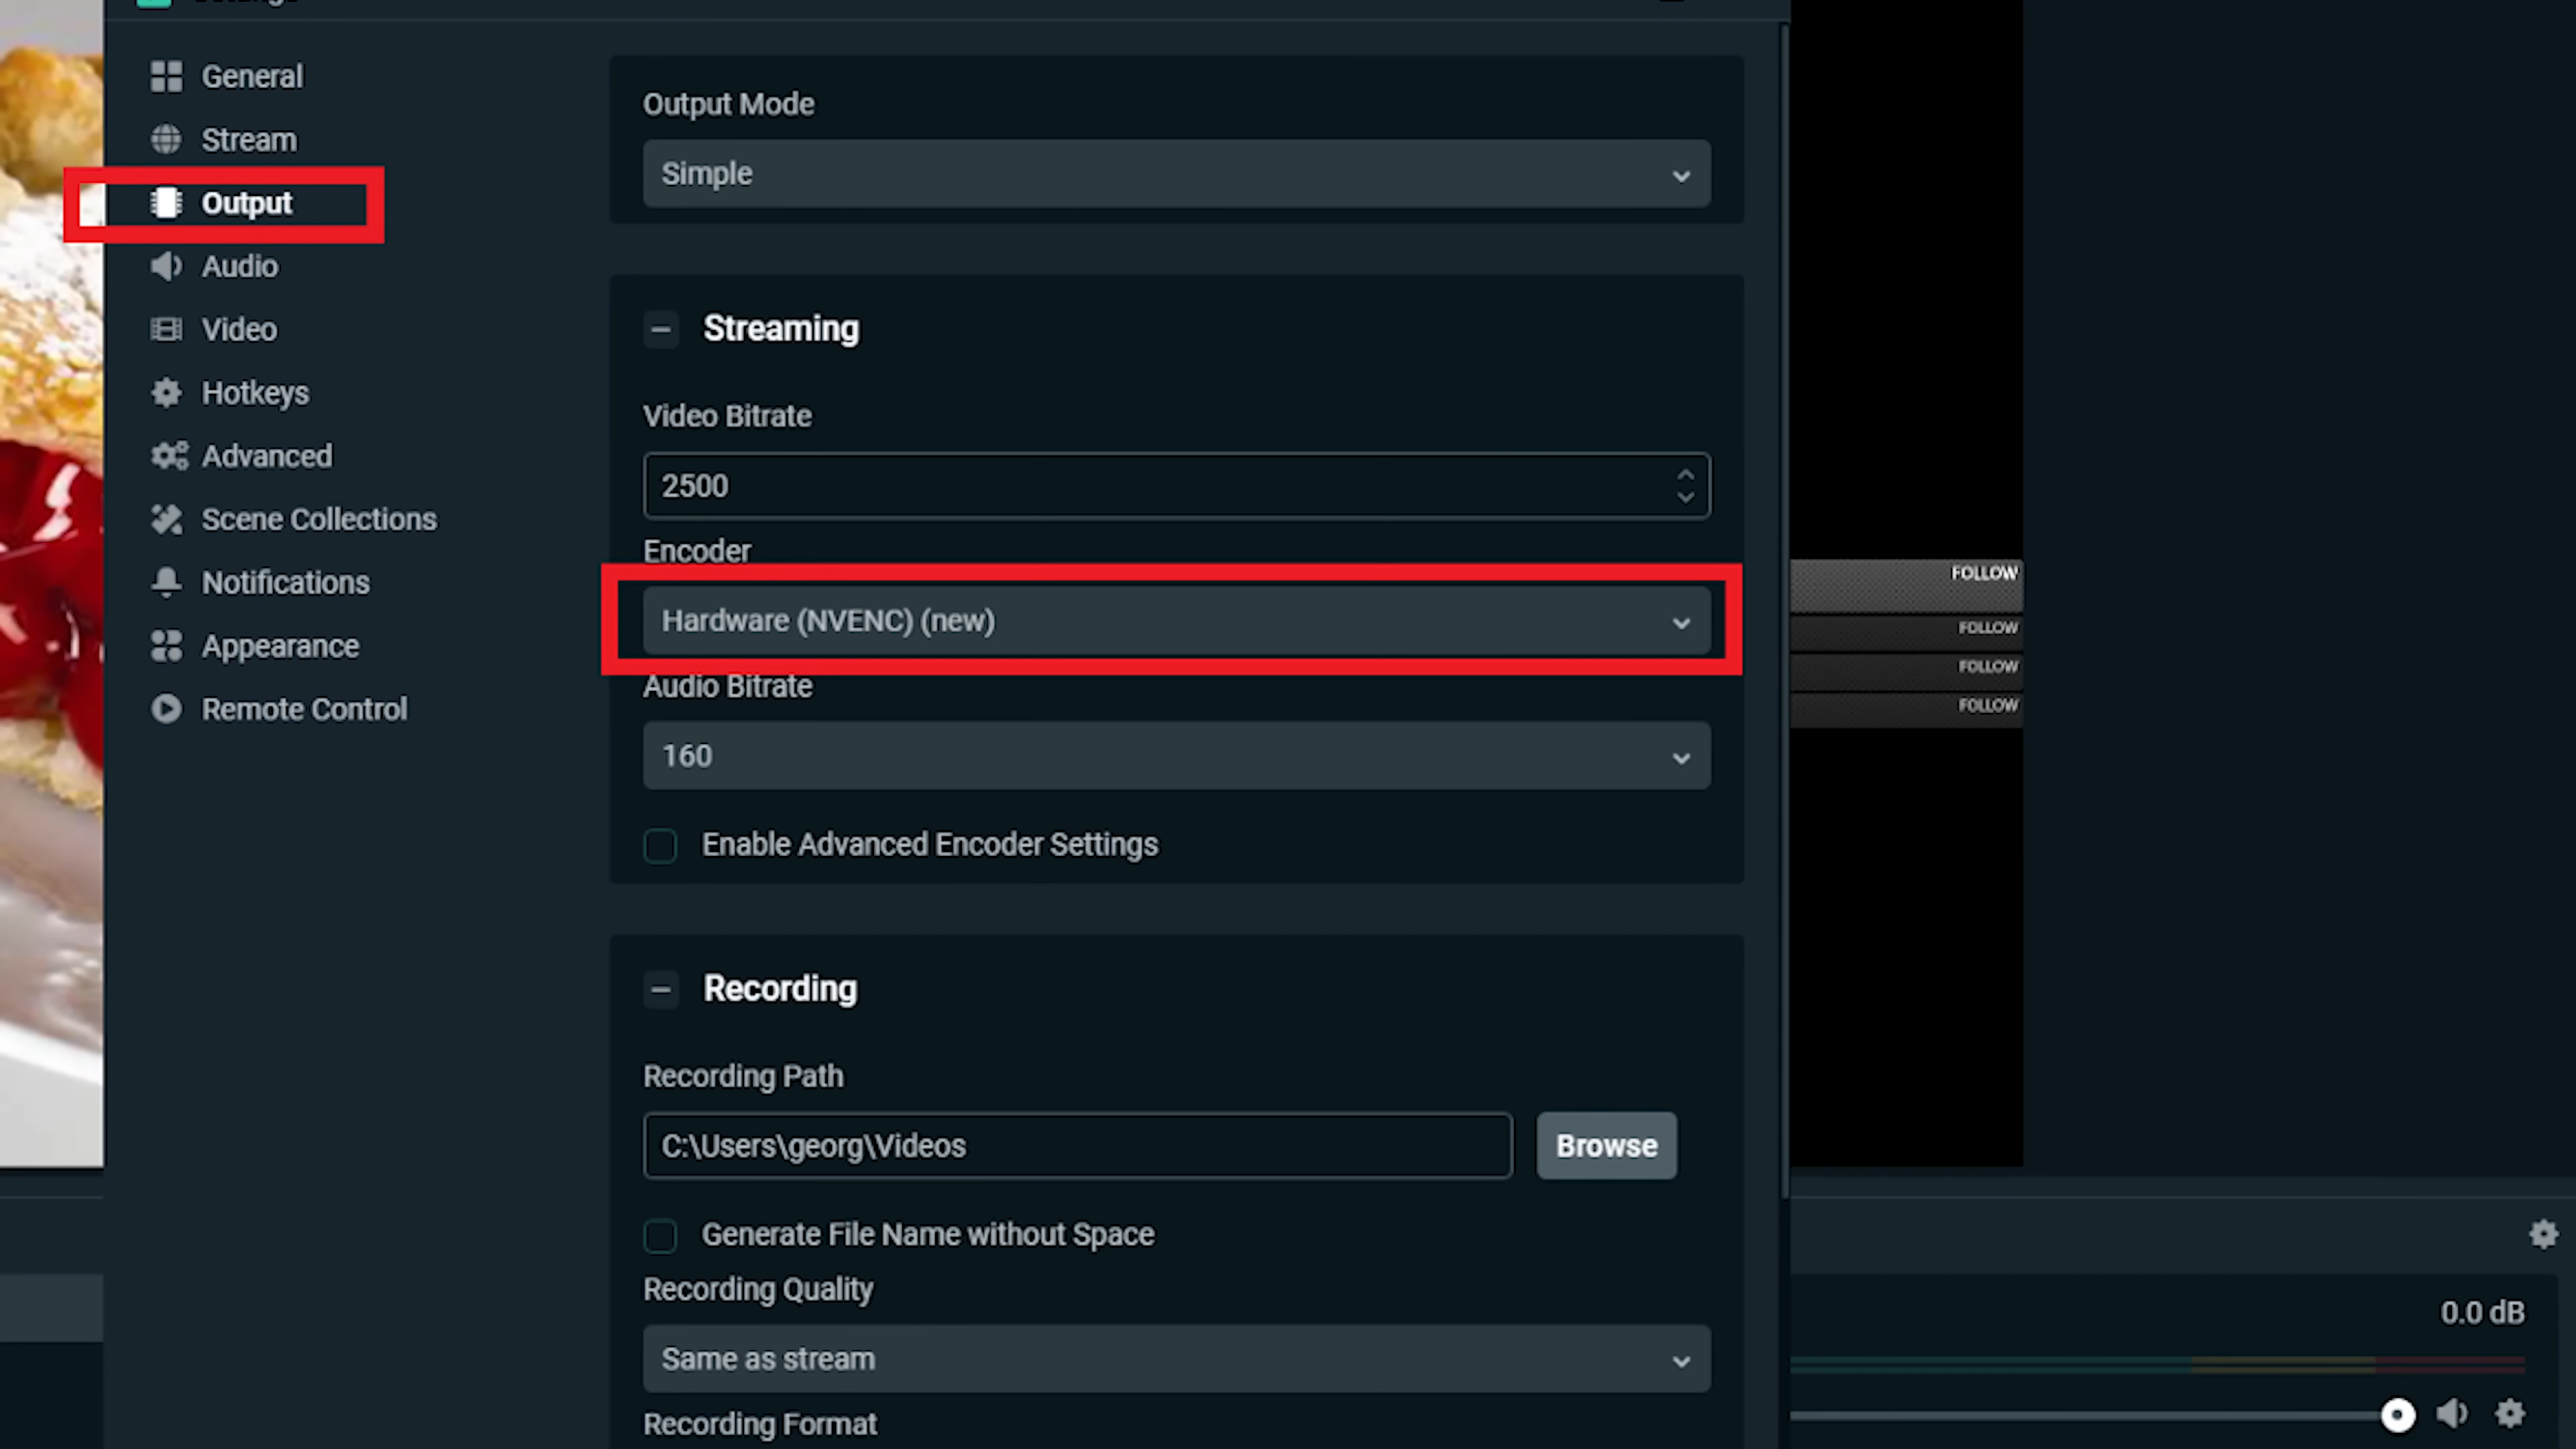 General
Stream
Output
Audio
Video
Hotkeys
Advanced
Scene Collections
Notifications
Appearance
Remote Control
Output Mode
Simple
Streaming
Video Bitrate
2500
Encoder
Hardware (NVENC) (new)
Audio Bitrate
160
Enable Advanced Encoder Settings
Recording
Recording Path
C:\Users\georg\Videos
Browse
Generate File Name without Space
Recording Quality
Same as stream
Recording Format
FOLLOW
FOLLOW
FOLLOW
FOLLOW
0.0 dB